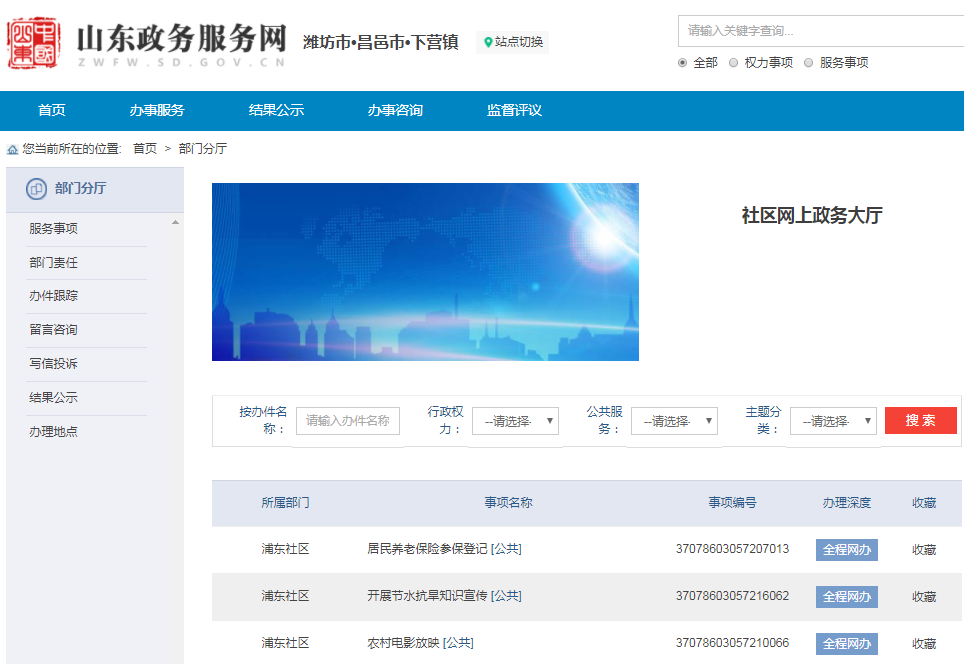 山东政务服务网
ZWFW.SD.GOV.CN
潍坊市•昌邑市•下营镇 站点切换
请输入关键字查询...
全部 权力事项 服务事项
首页 办事服务 结果公示 办事咨询 监督评议
您当前所在的位置: 首页 > 部门分厅
部门分厅
服务事项
部门责任
办件跟踪
留言咨询
写信投诉
结果公示
办理地点
社区网上政务大厅
按办件名称： 请输入办件名称 行政权力： --请选择- 公共服务： --请选择- 主题分类： --请选择- 搜 索
所属部门 事项名称 事项编号 办理深度 收藏
浦东社区 居民养老保险参保登记 [公共] 37078603057207013 全程网办 收藏
浦东社区 开展节水抗旱知识宣传 [公共] 37078603057216062 全程网办 收藏
浦东社区 农村电影放映 [公共] 37078603057210066 全程网办 收藏